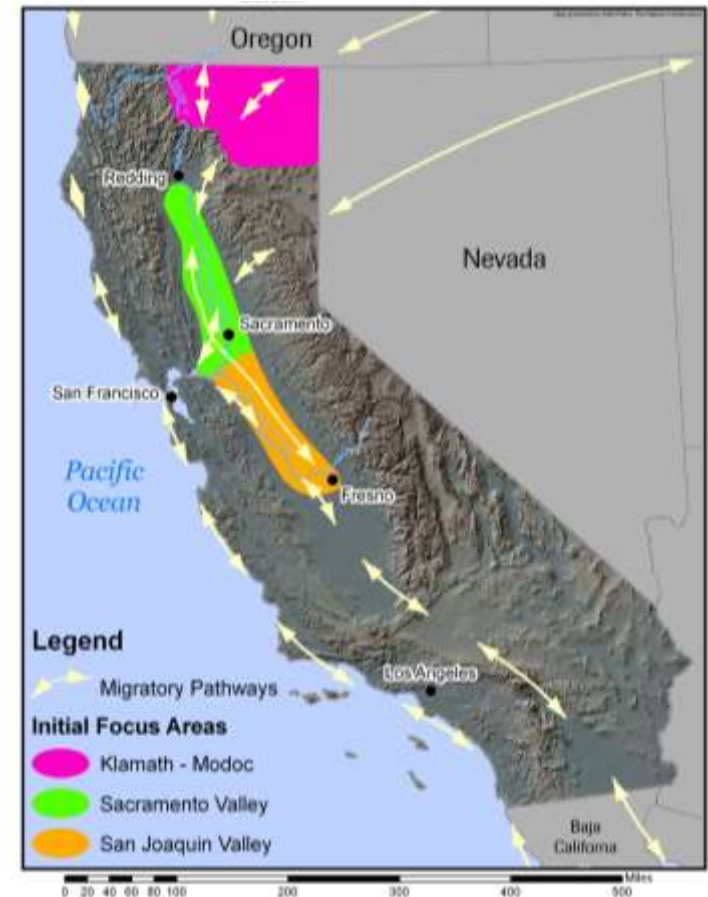 Oregon
Redding
Nevada
Sacramento
San Francisco
Pacific
Ocean
Fresno
Legend
Migratory Pathways
Los Angeles
Initial Focus Areas
Klamath - Modoc
Sacramento Valley
San Joaquin Valley
Baja
California
Miles
0 20 40 60 80 100 200 300 400 500